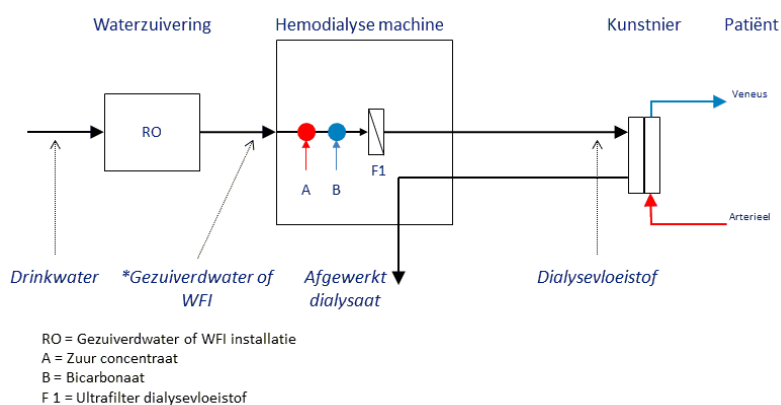 Waterzuivering
Hemodialyse machine
Kunstnier
Patiënt
Veneus
RO
F1
A
B
Arterieel
Drinkwater
*Gezuiverdwater of
WFI
Afgewerkt
dialysaat
Dialysevloeistof
RO = Gezuiverdwater of WFI installatie
A = Zuur concentraat
B = Bicarbonaat
F 1 = Ultrafilter dialysevloeistof